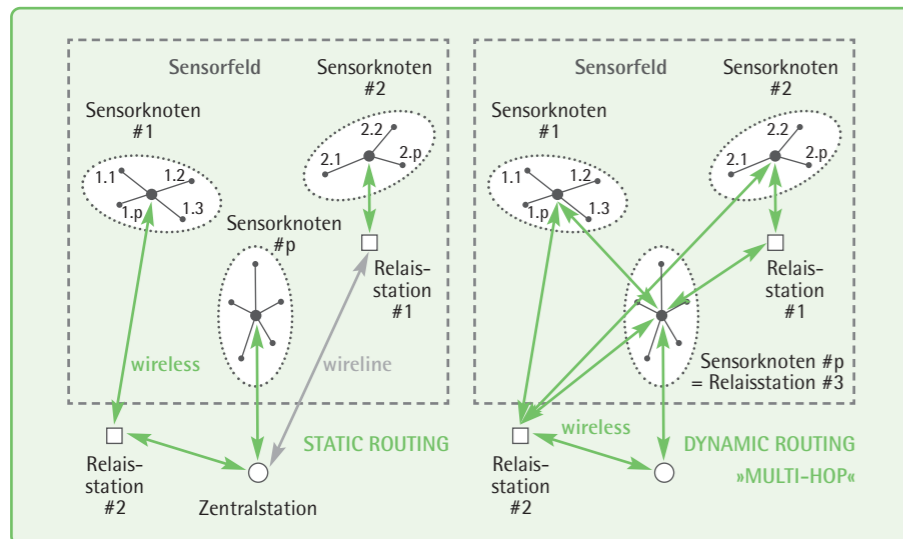 Sensorfeld
Sensorknoten
#2
Sensorknoten
#1
2.2
2.1
2.p
1.1
1.2
1.p
1.3
Sensorknoten
#p
Relais-
station
#1
wireless
wireline
STATIC ROUTING
Relais-
station
#2
Zentralstation
Sensorfeld
Sensorknoten
#2
Sensorknoten
#1
2.2
2.1
2.p
1.1
1.2
1.p
1.3
Relais-
station
#1
Sensorknoten #p
= Relaisstation #3
wireless
DYNAMIC ROUTING
»MULTI-HOP«
Relais-
station
#2